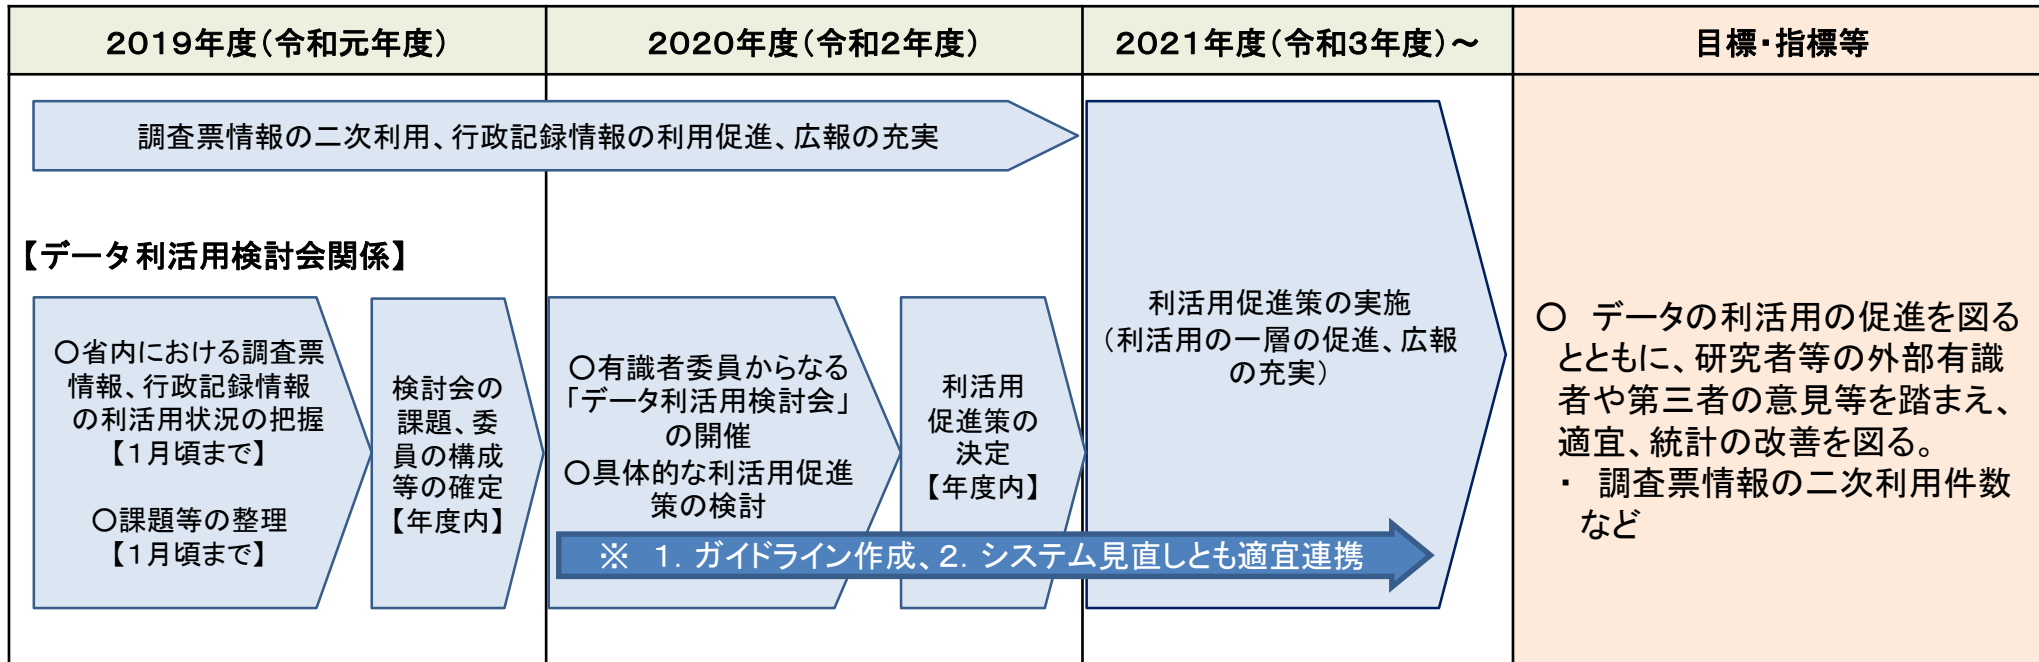 2019年度(令和元年度)
2020年度(令和2年度)
2021年度(令和3年度)~
目標・指標等
調査票情報の二次利用、行政記録情報の利用促進、広報の充実
【データ利活用検討会関係】
○省内における調査票
情報、行政記録情報
の利活用状況の把握
【1月頃まで】
○課題等の整理
【1月頃まで】
検討会の
課題、委
員の構成
等の確定
【年度内】
○有識者委員からなる
「データ利活用検討会」
の開催
○具体的な利活用促進
策の検討
利活用
促進策の
決定
【年度内】
※ 1.ガイドライン作成、2.システム見直しとも適宜連携
利活用促進策の実施
(利活用の一層の促進、広報
の充実)
○ データの利活用の促進を図る
とともに、研究者等の外部有識
者や第三者の意見等を踏まえ、
適宜、統計の改善を図る。
・ 調査票情報の二次利用件数
など